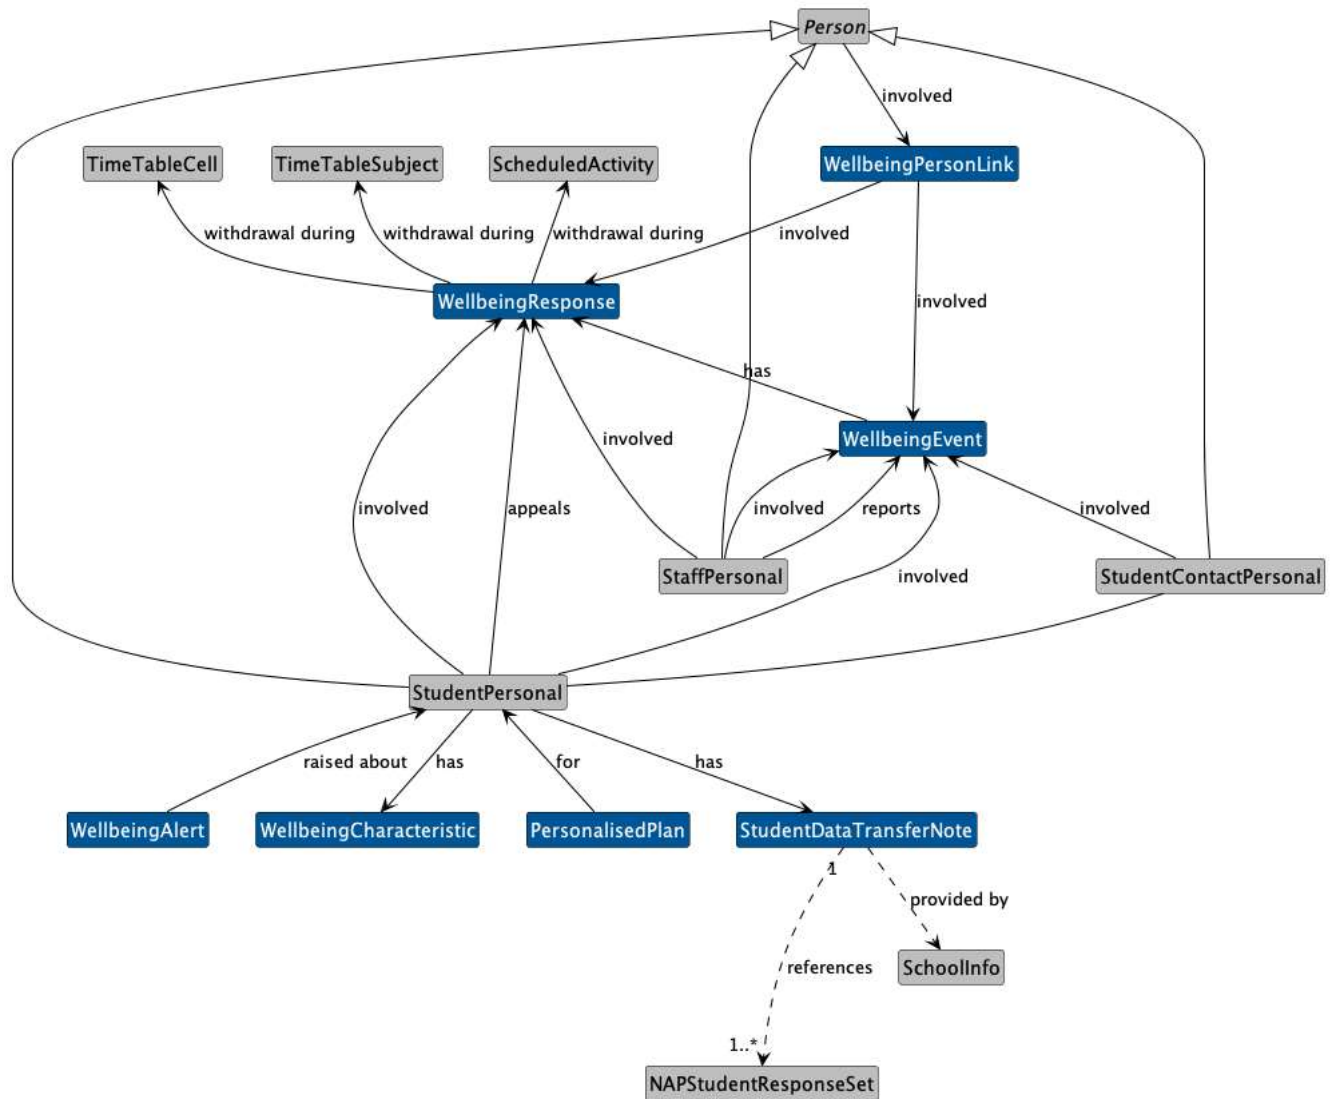 Person
involved
TimeTableCell
TimeTableSubject
ScheduledActivity
WellbeingPersonLink
withdrawal during
withdrawal during
withdrawal during
involved
WellbeingResponse
involved
has
WellbeingEvent
involved
involved
appeals
involved
reports
involved
StaffPersonal
involved
StudentContactPersonal
StudentPersonal
raised about
has
for
has
WellbeingAlert
WellbeingCharacteristic
PersonalisedPlan
StudentDataTransferNote
1
provided by
references
SchoolInfo
1..*
NAPStudentResponseSet